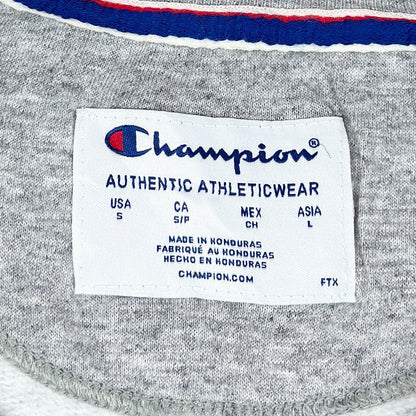 Champion®
AUTHENTIC ATHLETICWEAR
USA CA MEX ASIA
S S/P CH L
MADE IN HONDURAS
FABRIQUÉ AU HONDURAS
HECHO EN HONDURAS
CHAMPION.COM
FTX